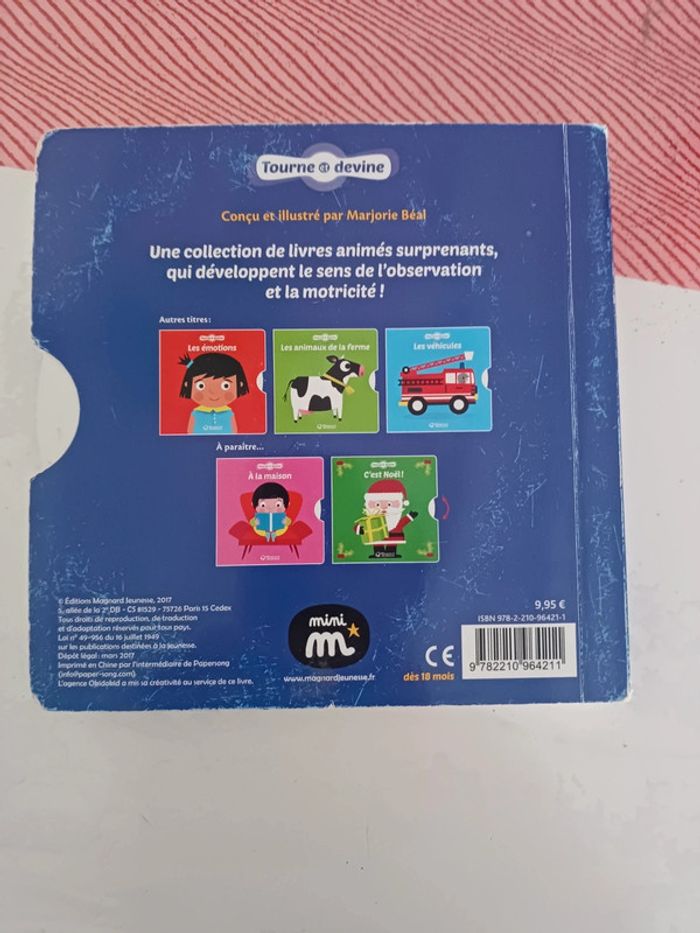 Tourne et devine
Conçu et illustré par Marjorie Béal
Une collection de livres animés surprenants,
qui développent le sens de l'observation
et la motricité !
Autres titres :
Les émotions
Les animaux de la ferme
Les véhicules
À paraître...
À la maison
C'est Noël !
© Éditions Magnard Jeunesse, 2017
5, allée de la 2e DB - CS 81529 - 75726 Paris 15 Cedex
Tous droits de reproduction, de traduction
et d'adaptation réservés pour tous pays.
Loi n° 49-956 du 16 juillet 1949
sur les publications destinées à la jeunesse.
Dépôt légal : mars 2017
Imprimé en Chine par l'intermédiaire de Papersong
(info@paper-song.com)
L'agence Obidobid a mis sa créativité au service de ce livre.
mini
m
www.magnardjeunesse.fr
CE
dès 18 mois
9,95 €
ISBN 978-2-210-96421-1
9 782210 964211